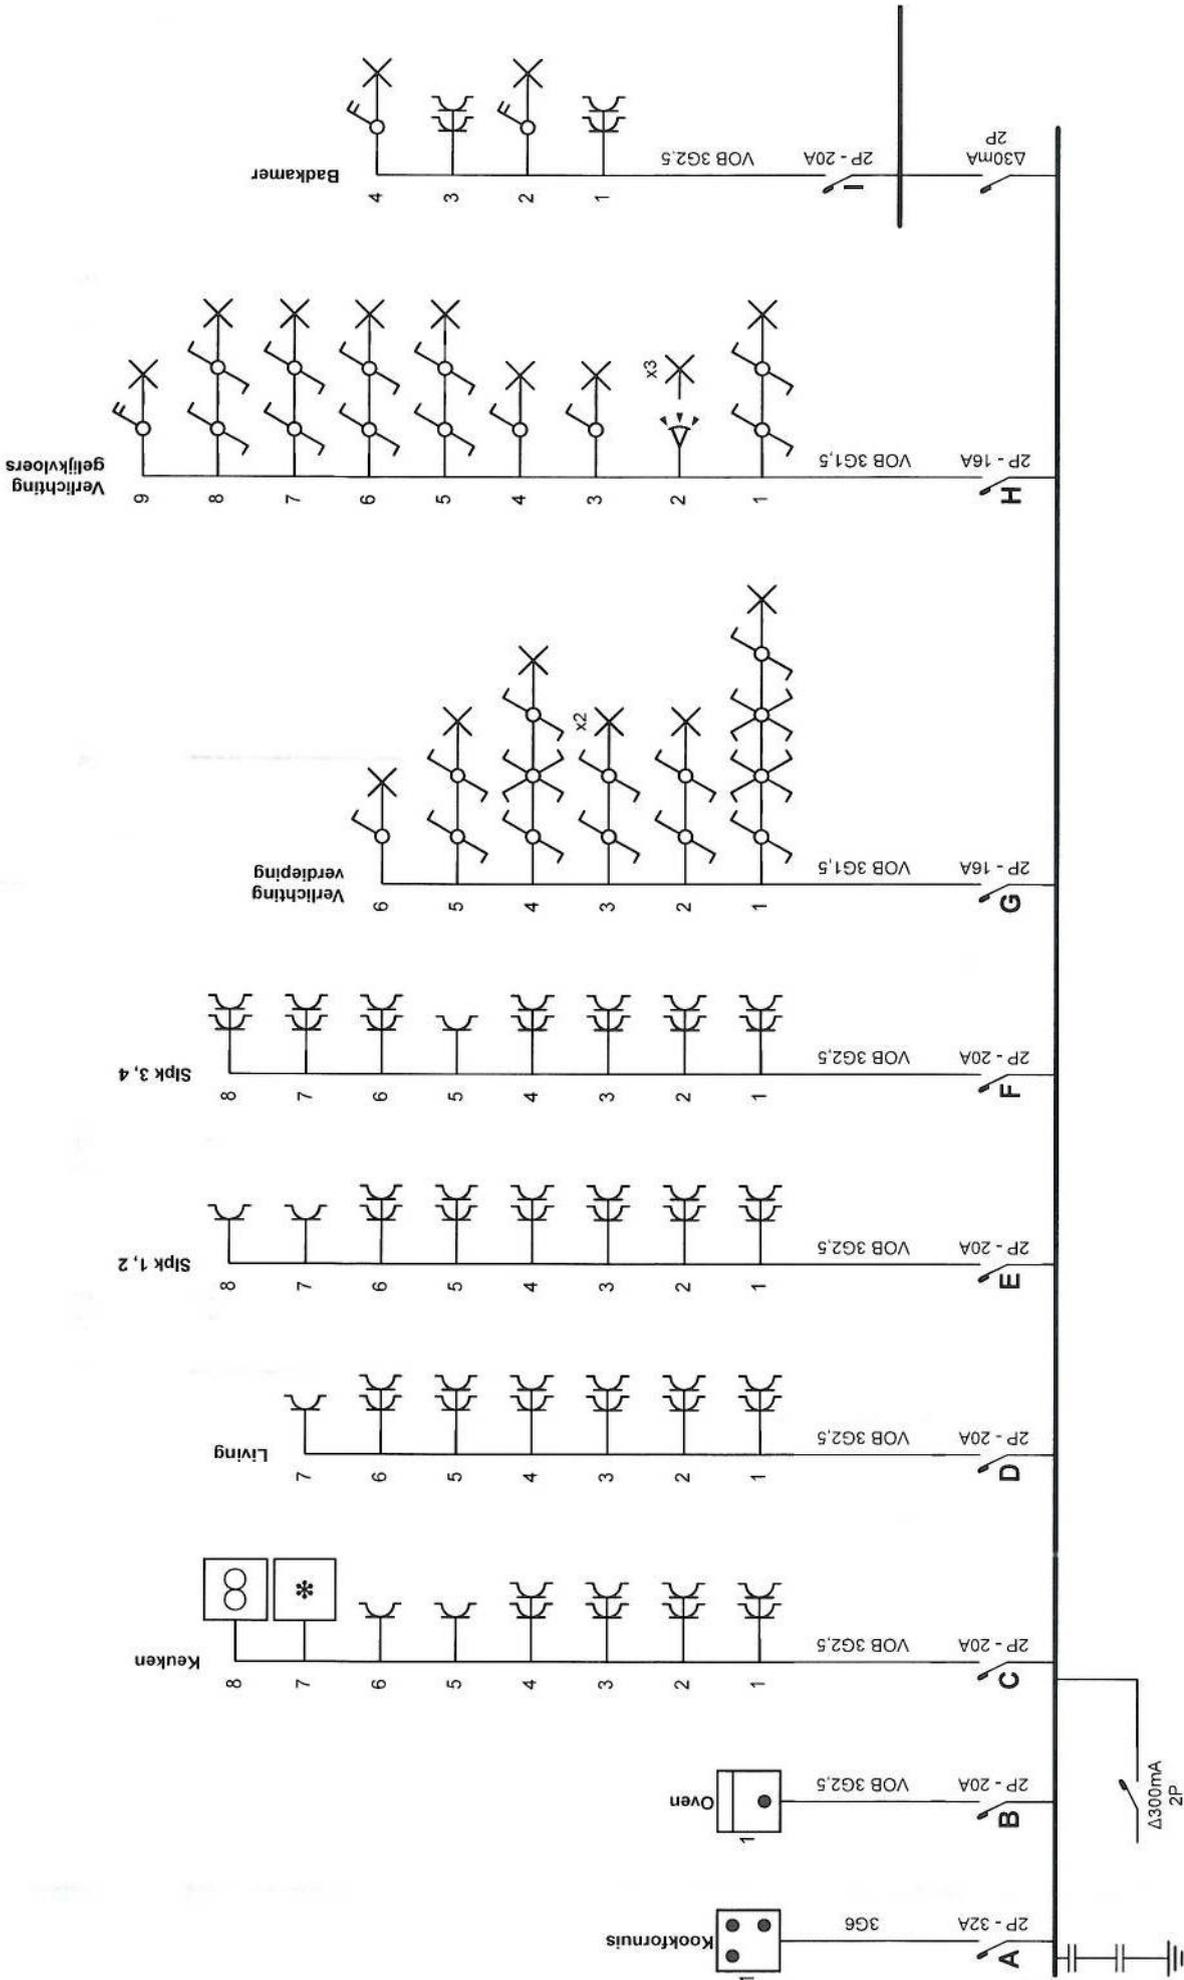 Kookfornuis
1
3G6
2P - 32A
A
Oven
1
VOB 3G2,5
2P - 20A
B
Δ300mA
2P
Keuken
8
7
*
6
5
4
3
2
1
VOB 3G2,5
2P - 20A
C
Living
7
6
5
4
3
2
1
VOB 3G2,5
2P - 20A
D
Slpk 1, 2
8
7
6
5
4
3
2
1
VOB 3G2,5
2P - 20A
E
Slpk 3, 4
8
7
6
5
4
3
2
1
VOB 3G2,5
2P - 20A
F
Verlichting
verdieping
6
5
4
3
x2
2
1
VOB 3G1,5
2P - 16A
G
Verlichting
gelijkvloers
9
8
7
6
5
4
3
2
x3
1
VOB 3G1,5
2P - 16A
H
Badkamer
4
3
2
1
VOB 3G2,5
2P - 20A
I
Δ30mA
2P